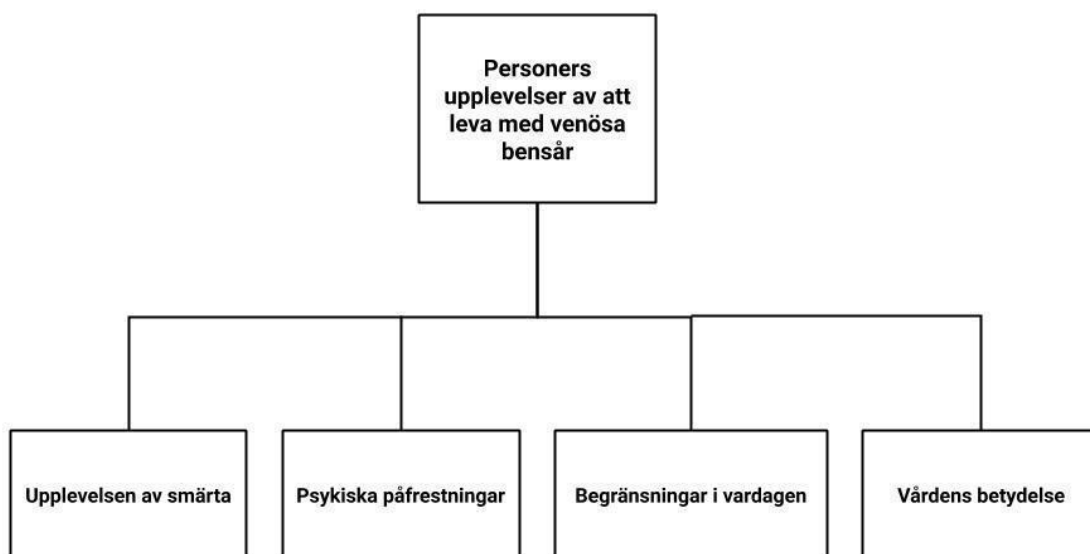 Personers
upplevelser av att
leva med venösa
bensår
Upplevelsen av smärta
Psykiska påfrestningar
Begränsningar i vardagen
Vårdens betydelse